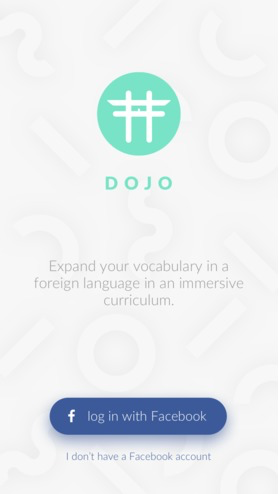 DOJO
Expand your vocabulary in a
foreign language in an immersive
curriculum.
log in with Facebook
I don't have a Facebook account